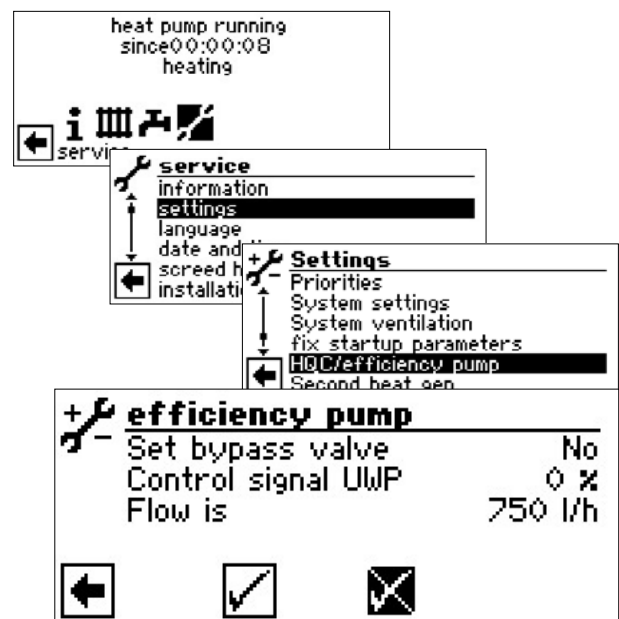 heat pump running
since00:00:08
heating
service
information
settings
language
date and
screed h
installati
Settings
Priorities
System settings
System ventilation
fix startup parameters
HQC/efficiency pump
Second heat gen
efficiency pump
Set bypass valve No
Control signal UWP 0 %
Flow is 750 l/h